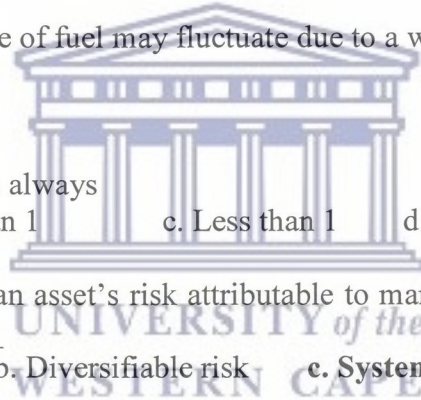 e of fuel may fluctuate due to a w
always
n 1 c. Less than 1 d
an asset's risk attributable to mar
UNIVERSITY of the
b. Diversifiable risk c. System
WESTERN CAPE